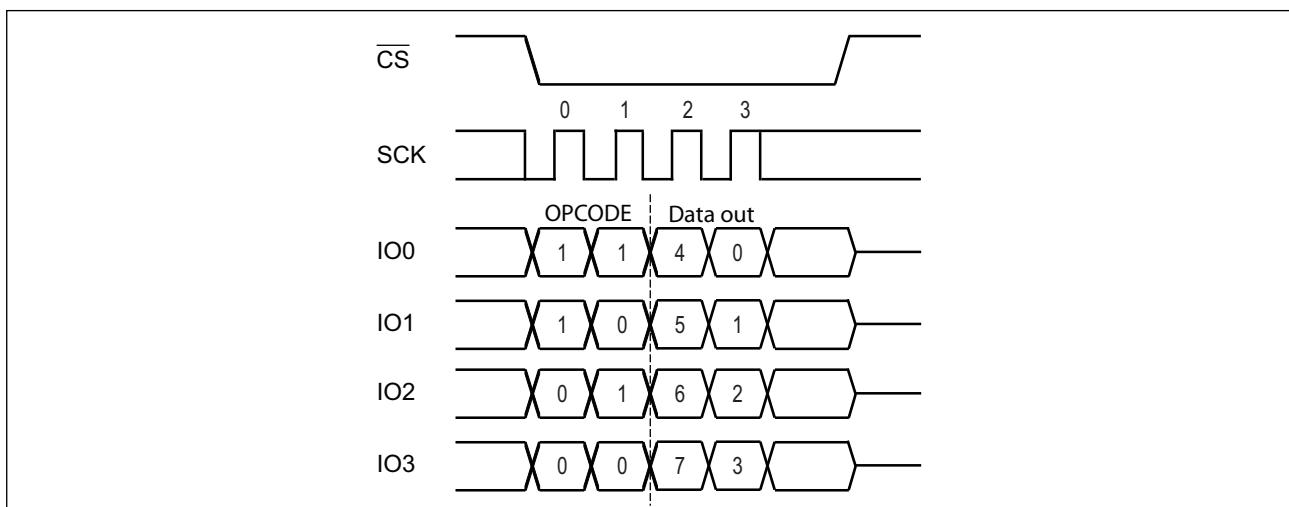 CS
0 1 2 3
SCK
OPCODE Data out
IO0 1 1 4 0
IO1 1 0 5 1
IO2 0 1 6 2
IO3 0 0 7 3